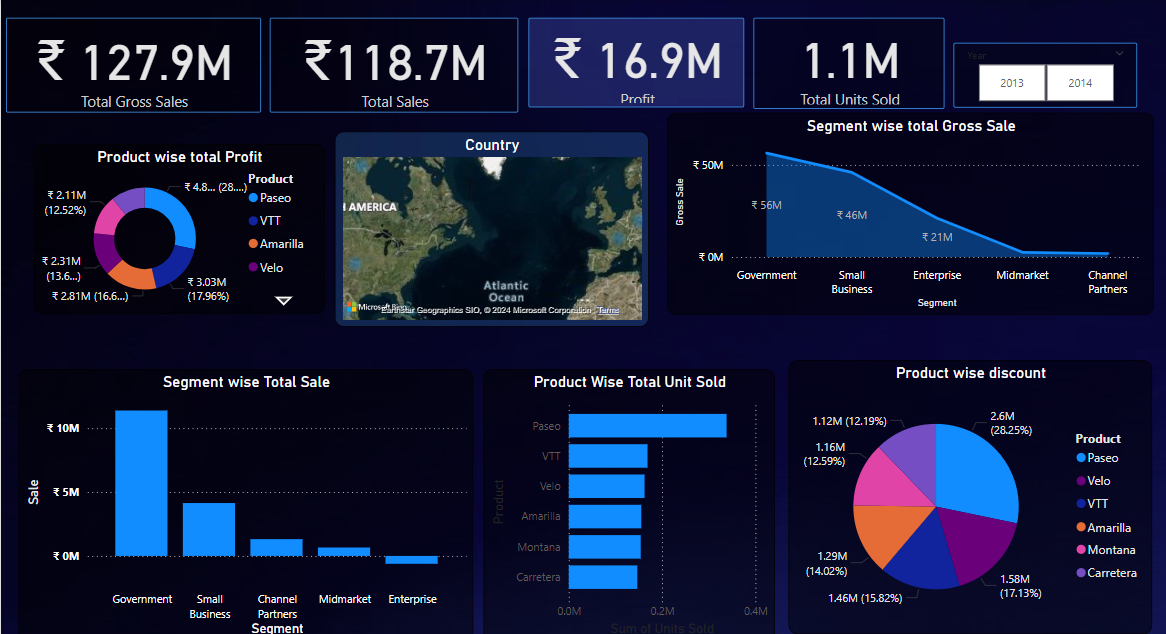 ₹ 127.9M
Total Gross Sales
₹118.7M
Total Sales
₹ 16.9M
Profit
1.1M
Total Units Sold
Year
2013
2014
Product wise total Profit
₹ 2.11M
(12.52%)
₹ 4.8... (28....)
₹ 2.31M
(13.6...)
₹ 2.81M (16.6...)
₹ 3.03M
(17.96%)
Product
Paseo
VTT
Amarilla
Velo
Country
H AMERICA
Atlantic
Ocean
Microsoft Bing
Earthstar Geographics SIO, © 2024 Microsoft Corporation Terms
Segment wise total Gross Sale
Gross Sale
₹ 50M
₹ 0M
₹ 56M
₹ 46M
₹ 21M
Government
Small
Business
Enterprise
Midmarket
Channel
Partners
Segment
Segment wise Total Sale
Sale
₹ 10M
₹ 5M
₹ 0M
Government
Small
Business
Channel
Partners
Midmarket
Enterprise
Segment
Product Wise Total Unit Sold
Product
Paseo
VTT
Velo
Amarilla
Montana
Carretera
0.0M
0.2M
0.4M
Sum of Units Sold
Product wise discount
1.12M (12.19%)
2.6M
(28.25%)
1.16M
(12.59%)
1.29M
(14.02%)
1.46M (15.82%)
1.58M
(17.13%)
Product
Paseo
Velo
VTT
Amarilla
Montana
Carretera